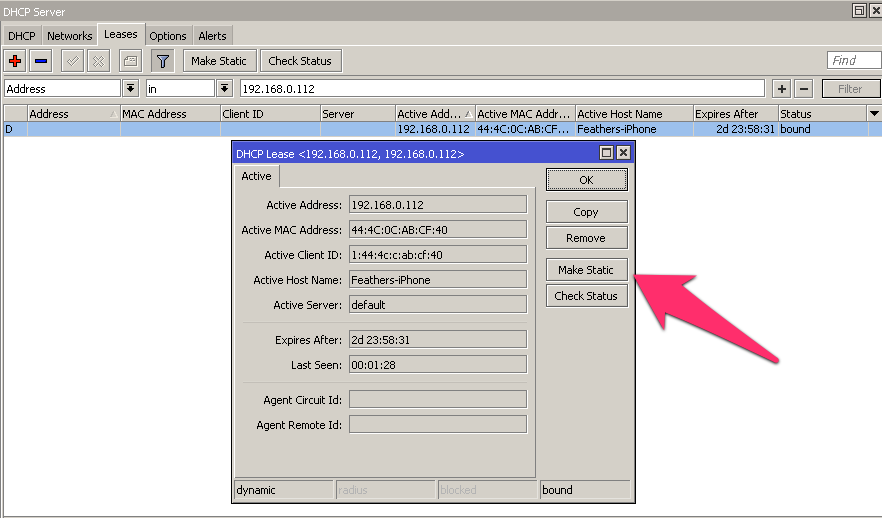 DHCP Server
DHCP Networks Leases Options Alerts
Make Static Check Status Find
Address in 192.168.0.112 Filter
Address MAC Address Client ID Server Active Add... Active MAC Addr... Active Host Name Expires After Status
D 192.168.0.112 44:4C:0C:AB:CF... Feathers-iPhone 2d 23:58:31 bound
DHCP Lease <192.168.0.112, 192.168.0.112>
Active
OK
Active Address: 192.168.0.112
Copy
Active MAC Address: 44:4C:0C:AB:CF:40
Remove
Active Client ID: 1:44:4c:c:ab:cf:40
Make Static
Active Host Name: Feathers-iPhone
Check Status
Active Server: default
Expires After: 2d 23:58:31
Last Seen: 00:01:28
Agent Circuit Id:
Agent Remote Id:
dynamic radius blocked bound